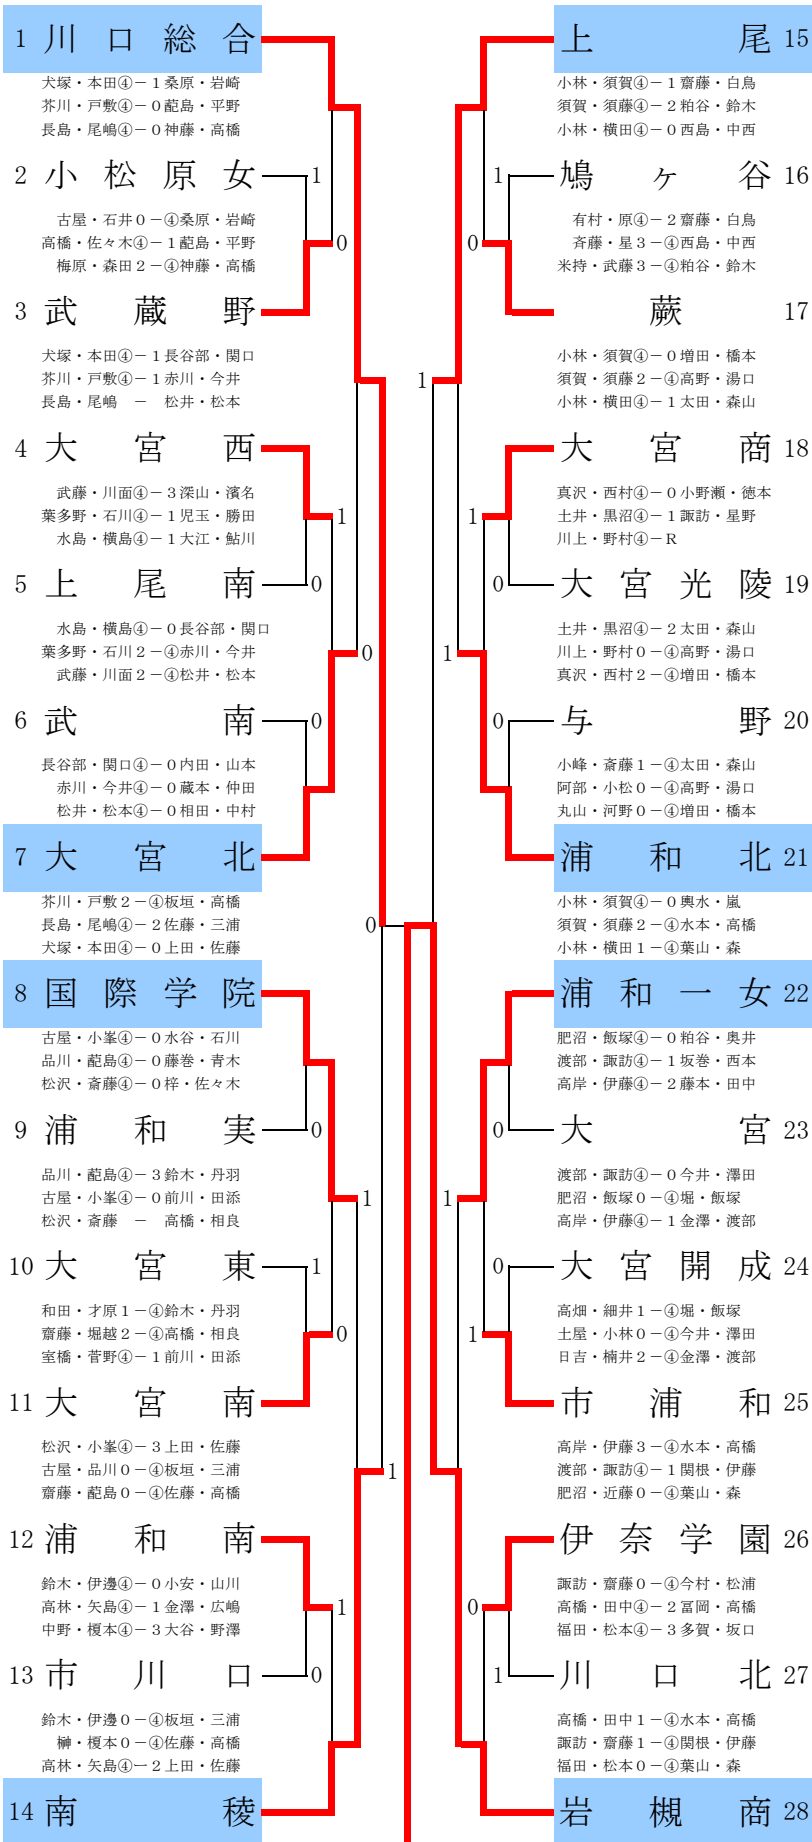 1 川口総合
犬塚・本田④－１桑原・岩崎
芥川・戸敷④－０蓜島・平野
長島・尾嶋④－０神藤・高橋
2 小松原女
1
古屋・石井０－④桑原・岩崎
高橋・佐々木④－１蓜島・平野
梅原・森田２－④神藤・高橋
0
3 武蔵野
犬塚・本田④－１長谷部・関口
芥川・戸敷④－１赤川・今井
長島・尾嶋　－　松井・松本
4 大宮西
武藤・川面④－３深山・濱名
葉多野・石川④－１児玉・勝田
水島・横島④－１大江・鮎川
1
5 上尾南
0
水島・横島④－０長谷部・関口
葉多野・石川２－④赤川・今井
武藤・川面２－④松井・松本
0
6 武南
0
長谷部・関口④－０内田・山本
赤川・今井④－０蔵本・仲田
松井・松本④－０相田・中村
7 大宮北
芥川・戸敷２－④板垣・高橋
長島・尾嶋④－２佐藤・三浦
犬塚・本田④－０上田・佐藤
0
8 国際学院
古屋・小峯④－０水谷・石川
品川・蓜島④－０藤巻・青木
松沢・斎藤④－０梓・佐々木
9 浦和実
0
品川・蓜島④－３鈴木・丹羽
古屋・小峯④－０前川・田添
松沢・斎藤　－　高橋・相良
1
10 大宮東
1
和田・才原１－④鈴木・丹羽
齋藤・堀越２－④高橋・相良
室橋・菅野④－１前川・田添
0
11 大宮南
松沢・小峯④－３上田・佐藤
古屋・品川０－④板垣・三浦
齋藤・蓜島０－④佐藤・高橋
1
12 浦和南
鈴木・伊邊④－０小安・山川
高林・矢島④－１金澤・広嶋
中野・榎本④－３大谷・野澤
1
13 市川口
0
鈴木・伊邊０－④板垣・三浦
榊・榎本０－④佐藤・高橋
高林・矢島④－２上田・佐藤
14 南稜
上尾 15
小林・須賀④－１齋藤・白鳥
須賀・須藤④－２粕谷・鈴木
小林・横田④－０西島・中西
1
鳩ヶ谷 16
有村・原④－２齋藤・白鳥
斉藤・星３－④西島・中西
米持・武藤３－④粕谷・鈴木
0
蕨 17
小林・須賀④－０増田・橋本
須賀・須藤２－④高野・湯口
小林・横田④－１太田・森山
1
大宮商 18
真沢・西村④－０小野瀬・徳本
土井・黒沼④－１諏訪・星野
川上・野村④－Ｒ
1
0
大宮光陵 19
土井・黒沼④－２太田・森山
川上・野村０－④高野・湯口
真沢・西村２－④増田・橋本
1
0
与野 20
小峰・斎藤１－④太田・森山
阿部・小松０－④高野・湯口
丸山・河野０－④増田・橋本
浦和北 21
小林・須賀④－０輿水・嵐
須賀・須藤２－④水本・高橋
小林・横田１－④葉山・森
浦和一女 22
肥沼・飯塚④－０粕谷・奥井
渡部・諏訪④－１坂巻・西本
高岸・伊藤④－２藤本・田中
0
大宮 23
渡部・諏訪④－０今井・澤田
肥沼・飯塚０－④堀・飯塚
高岸・伊藤④－１金澤・渡部
1
0
大宮開成 24
高畑・細井１－④堀・飯塚
土屋・小林０－④今井・澤田
日吉・楠井２－④金澤・渡部
1
市浦和 25
高岸・伊藤３－④水本・高橋
渡部・諏訪④－１関根・伊藤
肥沼・近藤０－④葉山・森
伊奈学園 26
諏訪・齋藤０－④今村・松浦
高橋・田中④－２冨岡・高橋
福田・松本④－３多賀・坂口
0
1
川口北 27
高橋・田中１－④水本・高橋
諏訪・齋藤１－④関根・伊藤
福田・松本０－④葉山・森
岩槻商 28